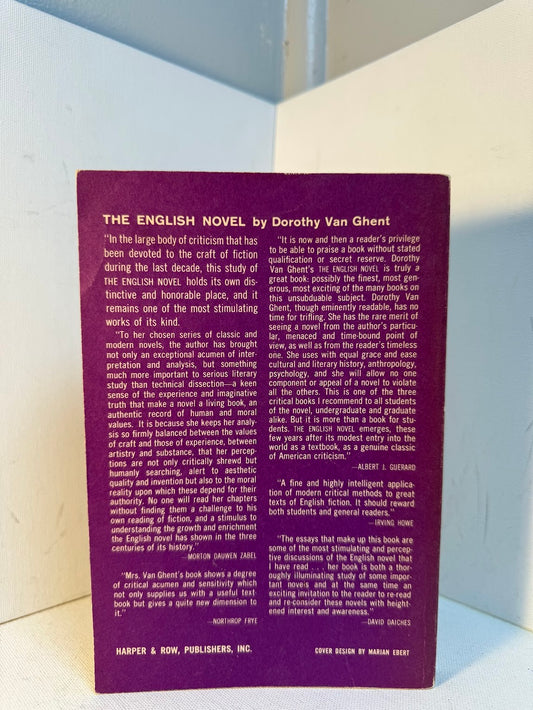 THE ENGLISH NOVEL by Dorothy Van Ghent
"In the large body of criticism that has
been devoted to the craft of fiction
during the last decade, this study of
THE ENGLISH NOVEL holds its own dis-
tinctive and honorable place, and it
remains one of the most stimulating
works of its kind.
"To her chosen series of classic and
modern novels, the author has brought
not only an exceptional acumen of inter-
pretation and analysis, but something
much more important to serious literary
study than technical dissection—a keen
sense of the experience and imaginative
truth that make a novel a living book, an
authentic record of human and moral
values. It is because she keeps her analy-
sis so firmly balanced between the values
of craft and those of experience, between
artistry and substance, that her percep-
tions are not only critically shrewd but
humanly searching, alert to aesthetic
quality and invention but also to the moral
reality upon which these depend for their
authority. No one will read her chapters
without finding them a challenge to his
own reading of fiction, and a stimulus to
understanding the growth and enrichment
the English novel has shown in the three
centuries of its history."
—MORTON DAUWEN ZABEL
"Mrs. Van Ghent's book shows a degree
of critical acumen and sensitivity which
not only supplies us with a useful text-
book but gives a quite new dimension to
it."
—NORTHROP FRYE
"It is now and then a reader's privilege
to be able to praise a book without stated
qualification or secret reserve. Dorothy
Van Ghent's THE ENGLISH NOVEL is truly a
great book: possibly the finest, most gen-
erous, most exciting of the many books on
this unsubduable subject. Dorothy Van
Ghent, though eminently readable, has no
time for trifling. She has the rare merit of
seeing a novel from the author's particu-
lar, menaced and time-bound point of
view, as well as from the reader's timeless
one. She uses with equal grace and ease
cultural and literary history, anthropology,
psychology, and she will allow no one
component or appeal of a novel to violate
all the others. This is one of the three
critical books I recommend to all students
of the novel, undergraduate and graduate
alike. But it is more than a book for stu-
dents. THE ENGLISH NOVEL emerges, these
few years after its modest entry into the
world as a textbook, as a genuine classic
of American criticism."
—ALBERT J. GUERARD
"A fine and highly intelligent applica-
tion of modern critical methods to great
texts of English fiction. It should reward
both students and general readers."
—IRVING HOWE
"The essays that make up this book are
some of the most stimulating and percep-
tive discussions of the English novel that
I have read . . . her book is both a thor-
oughly illuminating study of some impor-
tant novels and at the same time an
exciting invitation to the reader to re-read
and re-consider these novels with height-
ened interest and awareness."
—DAVID DAICHES
HARPER & ROW, PUBLISHERS, INC.
COVER DESIGN BY MARIAN EBERT